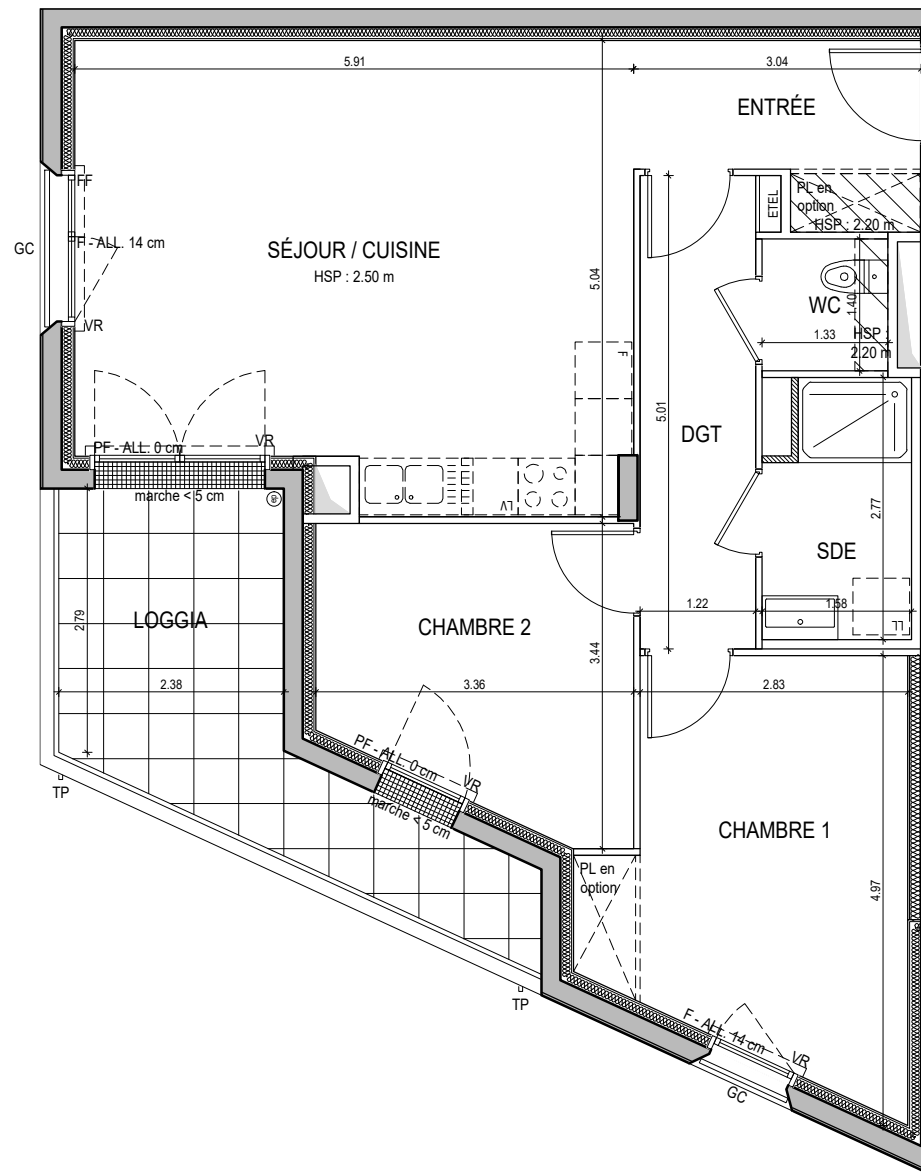 5.91
3.04
ENTRÉE
FF
PL en
option
HSP : 2.20 m
ETEL
GC
F - ALL. 14 cm
SÉJOUR / CUISINE
HSP : 2.50 m
5.04
WC
1.40
1.33
HSP :
2.20 m
VR
F
5.01
DGT
PF - ALL. 0 cm
VR
marche < 5 cm
LV
2.77
SDE
LOGGIA
2.79
CHAMBRE 2
1.22
1.58
LL
3.44
2.38
3.36
2.83
PF - ALL. 0 cm
VR
marche < 5 cm
TP
CHAMBRE 1
PL en
option
4.97
TP
F - ALL. 14 cm
VR
GC